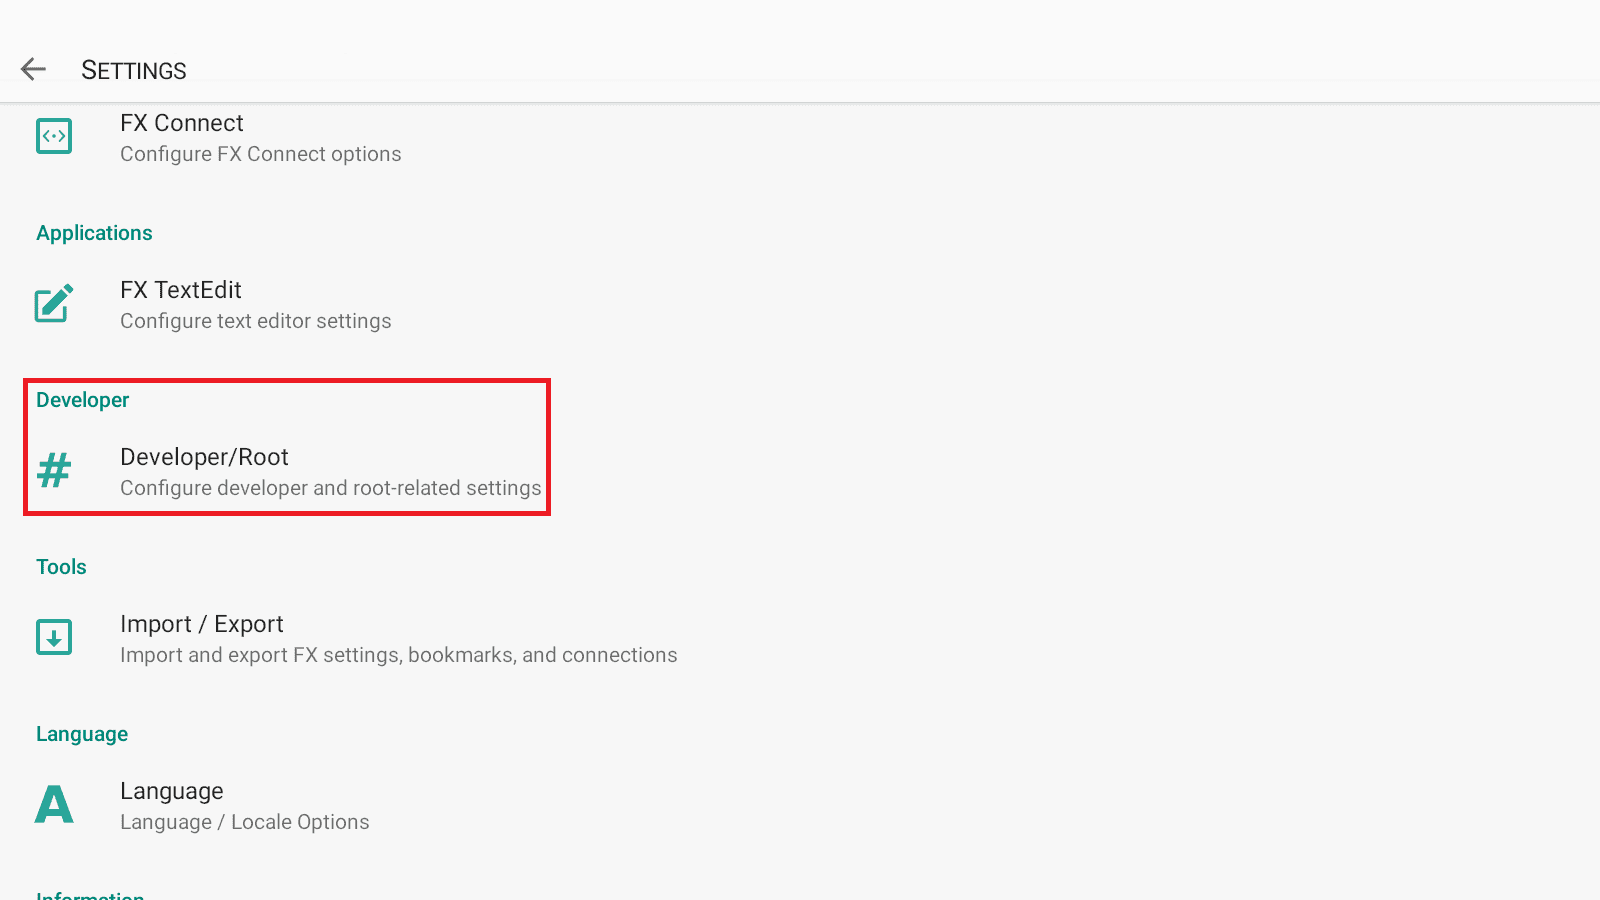 SETTINGS
FX Connect
Configure FX Connect options
Applications
FX TextEdit
Configure text editor settings
Developer
#
Developer/Root
Configure developer and root-related settings
Tools
Import / Export
Import and export FX settings, bookmarks, and connections
Language
A
Language
Language / Locale Options
Information